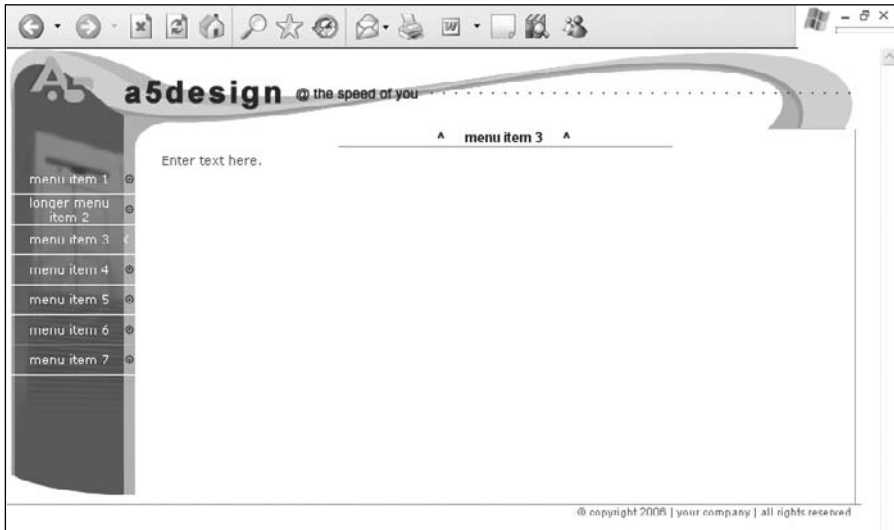 a5design @ the speed of you
^ menu item 3 ^
Enter text here.
menu item 1
longer menu
item 2
menu item 3
menu item 4
menu item 5
menu item 6
menu item 7
© copyright 2006 | your company | all rights reserved